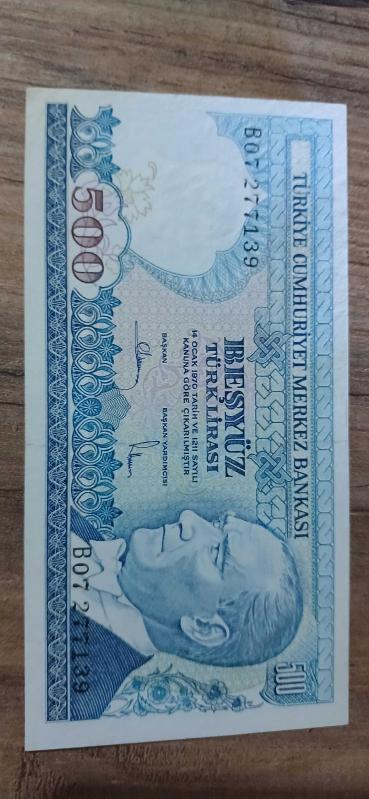 TÜRKİYE CUMHURİYET MERKEZ BANKASI
B07 277139
BEŞYÜZ
TÜRK LİRASI
14 OCAK 1970 TARİH VE 1211 SAYILI
KANUNA GÖRE ÇIKARILMIŞTIR
BAŞKAN
BAŞKAN YARDIMCISI
500
B07 277139
500